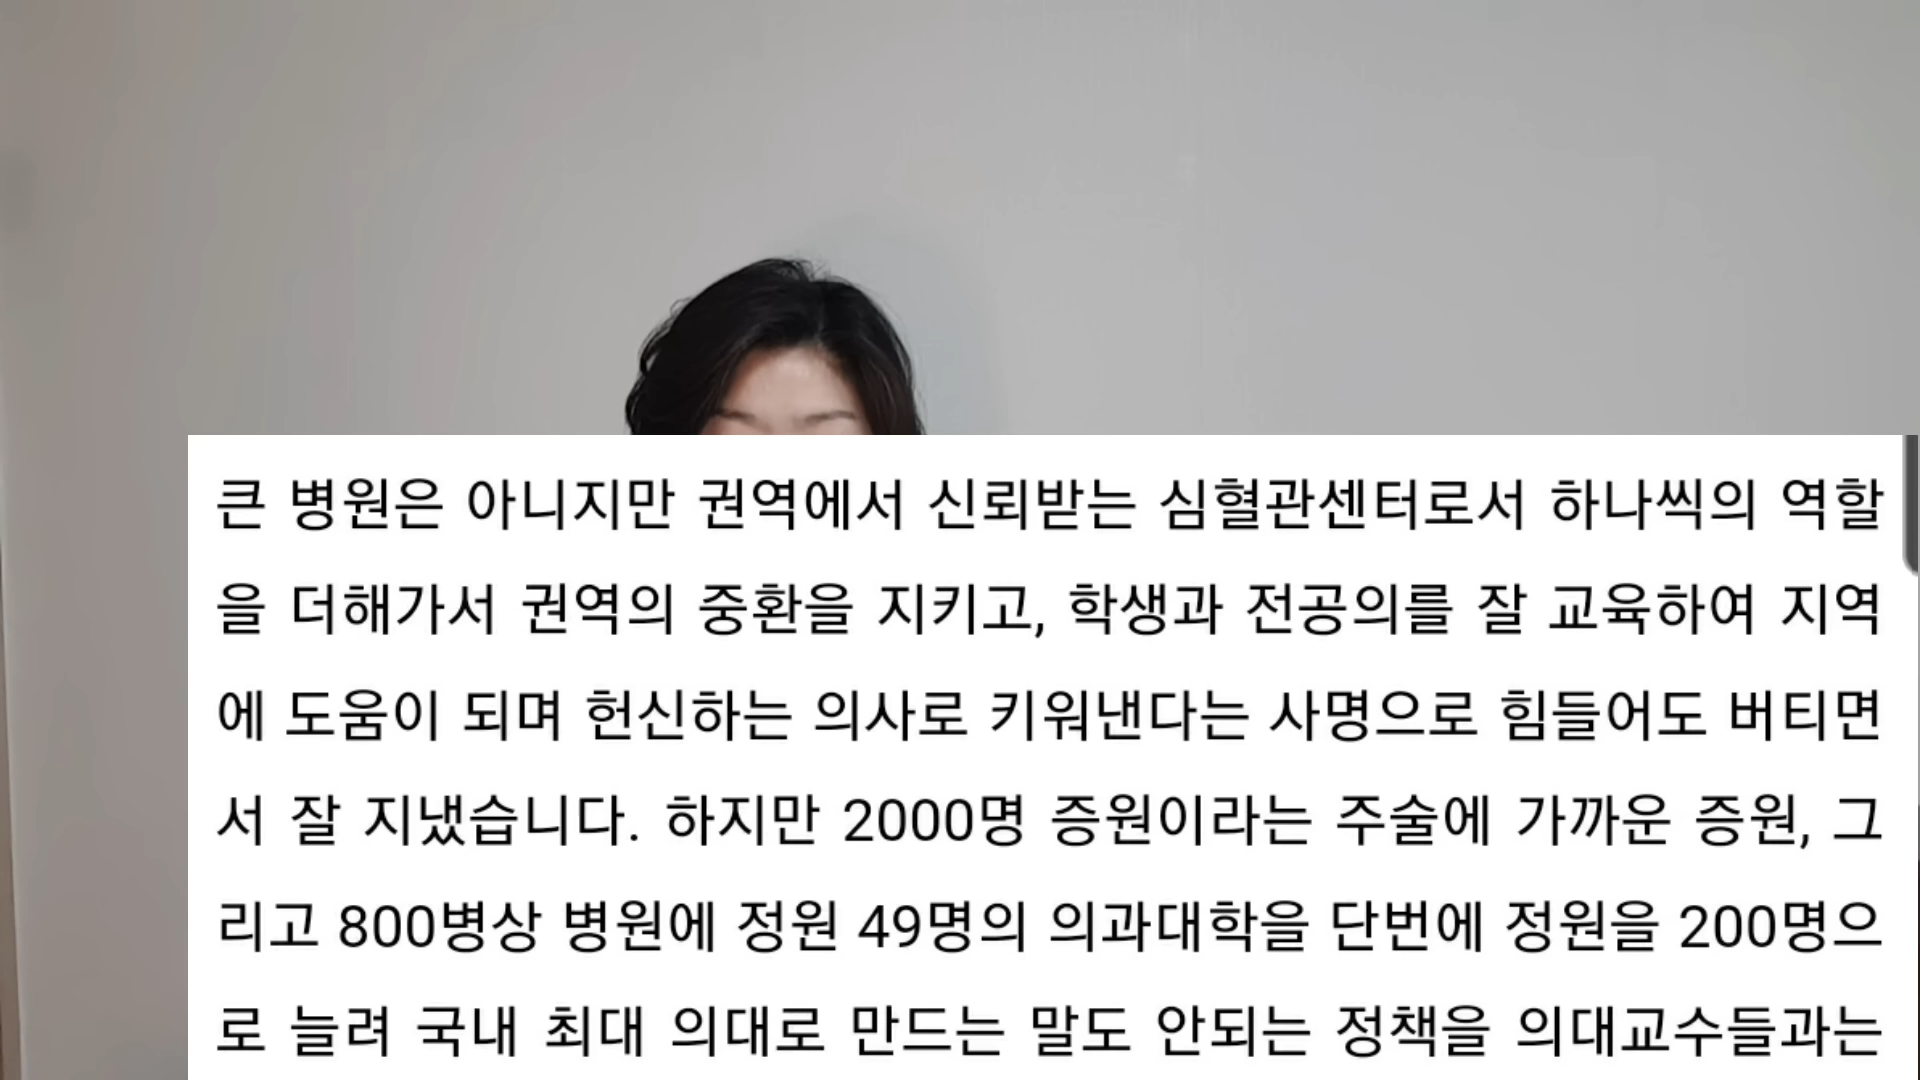 큰 병원은 아니지만 권역에서 신뢰받는 심혈관센터로서 하나씩의 역할
을 더해가서 권역의 중환을 지키고, 학생과 전공의를 잘 교육하여 지역
에 도움이 되며 헌신하는 의사로 키워낸다는 사명으로 힘들어도 버티면
서 잘 지냈습니다. 하지만 2000명 증원이라는 주술에 가까운 증원, 그
리고 800병상 병원에 정원 49명의 의과대학을 단번에 정원을 200명으
로 늘려 국내 최대 의대로 만드는 말도 안되는 정책을 의대교수들과는